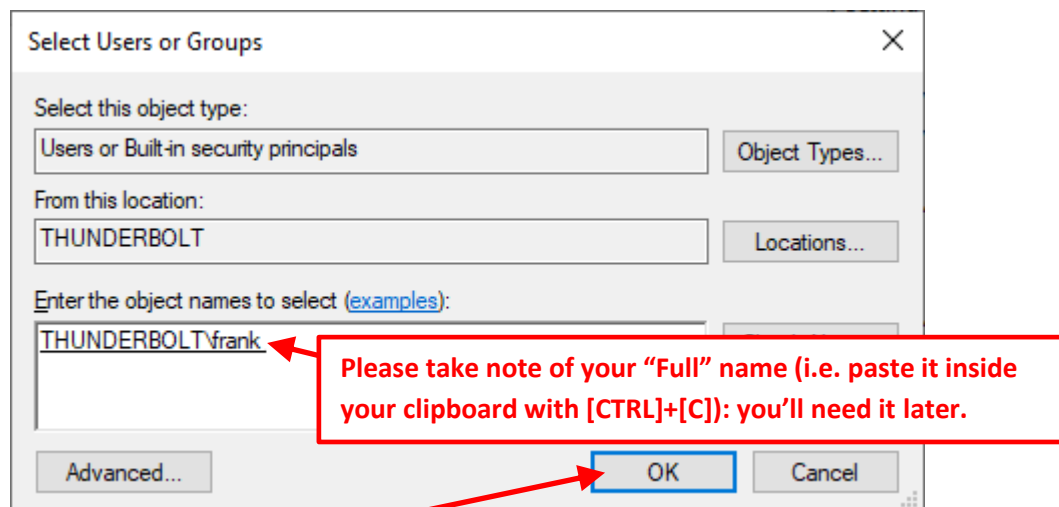 Select Users or Groups
Select this object type:
Users or Built-in security principals
Object Types...
From this location:
THUNDERBOLT
Locations...
Enter the object names to select (examples):
THUNDERBOLT\frank
Please take note of your “Full” name (i.e. paste it inside
your clipboard with [CTRL]+[C]): you’ll need it later.
Advanced...
OK
Cancel